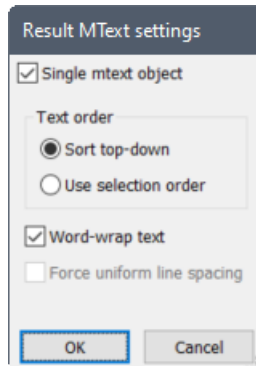 Result MText settings
Single mtext object
Text order
Sort top-down
Use selection order
Word-wrap text
Force uniform line spacing
OK Cancel